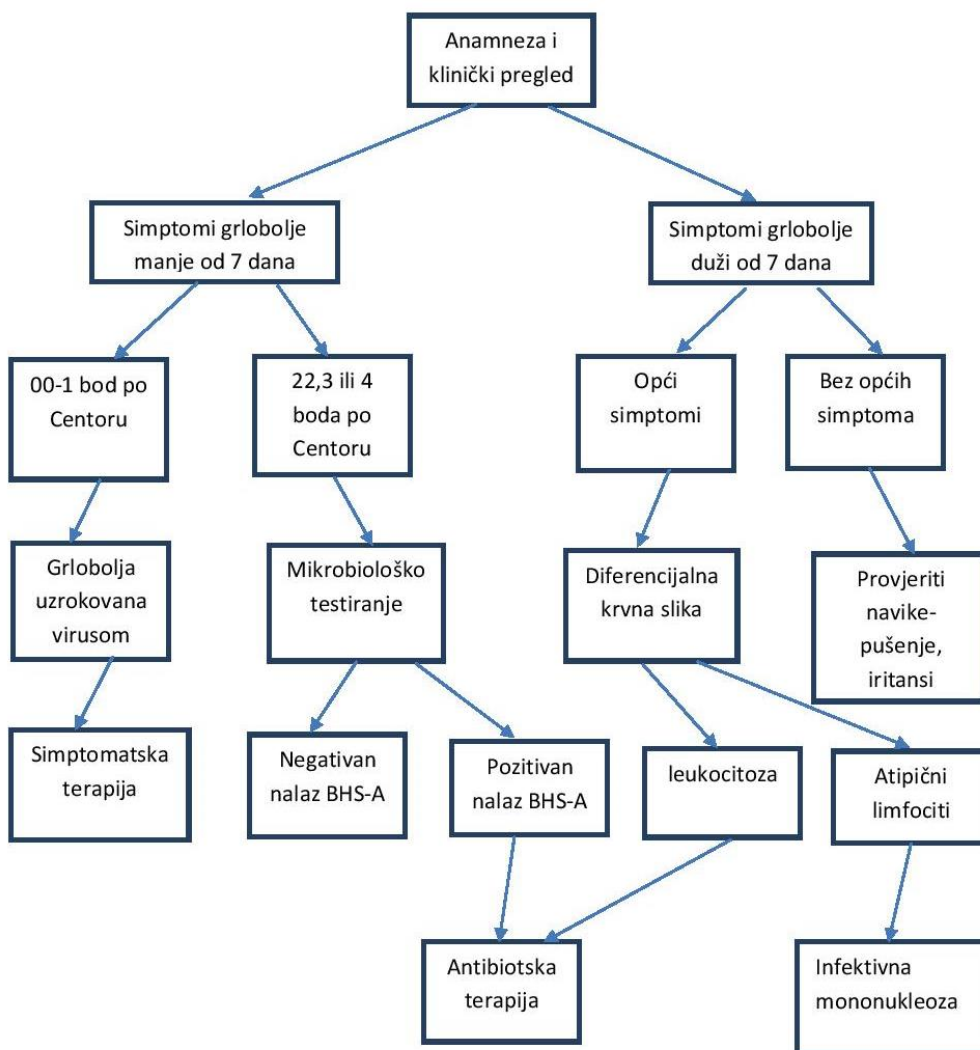 Anamneza i
klinički pregled
Simptomi grlobolje
manje od 7 dana
Simptomi grlobolje
duži od 7 dana
00-1 bod po
Centoru
22,3 ili 4
boda po
Centoru
Opći
simptomi
Bez općih
simptoma
Grlobolja
uzrokovana
virusom
Mikrobiološko
testiranje
Diferencijalna
krvna slika
Provjeriti
navike-
pušenje,
iritansi
Simptomatska
terapija
Negativan
nalaz BHS-A
Pozitivan
nalaz BHS-A
leukocitoza
Atipični
limfociti
Antibiotska
terapija
Infektivna
mononukleoza